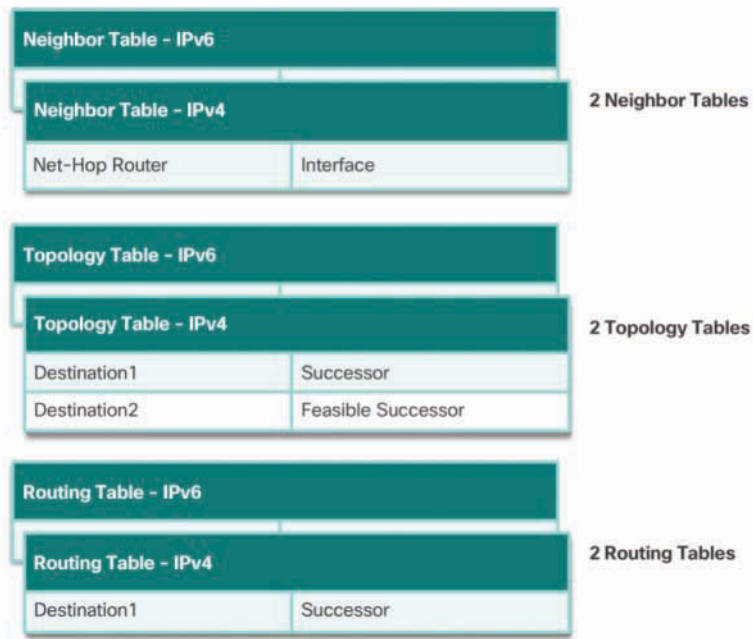 Neighbor Table - IPv6
Neighbor Table - IPv4
2 Neighbor Tables
Net-Hop Router Interface
Topology Table - IPv6
Topology Table - IPv4
2 Topology Tables
Destination1 Successor
Destination2 Feasible Successor
Routing Table - IPv6
Routing Table - IPv4
2 Routing Tables
Destination1 Successor